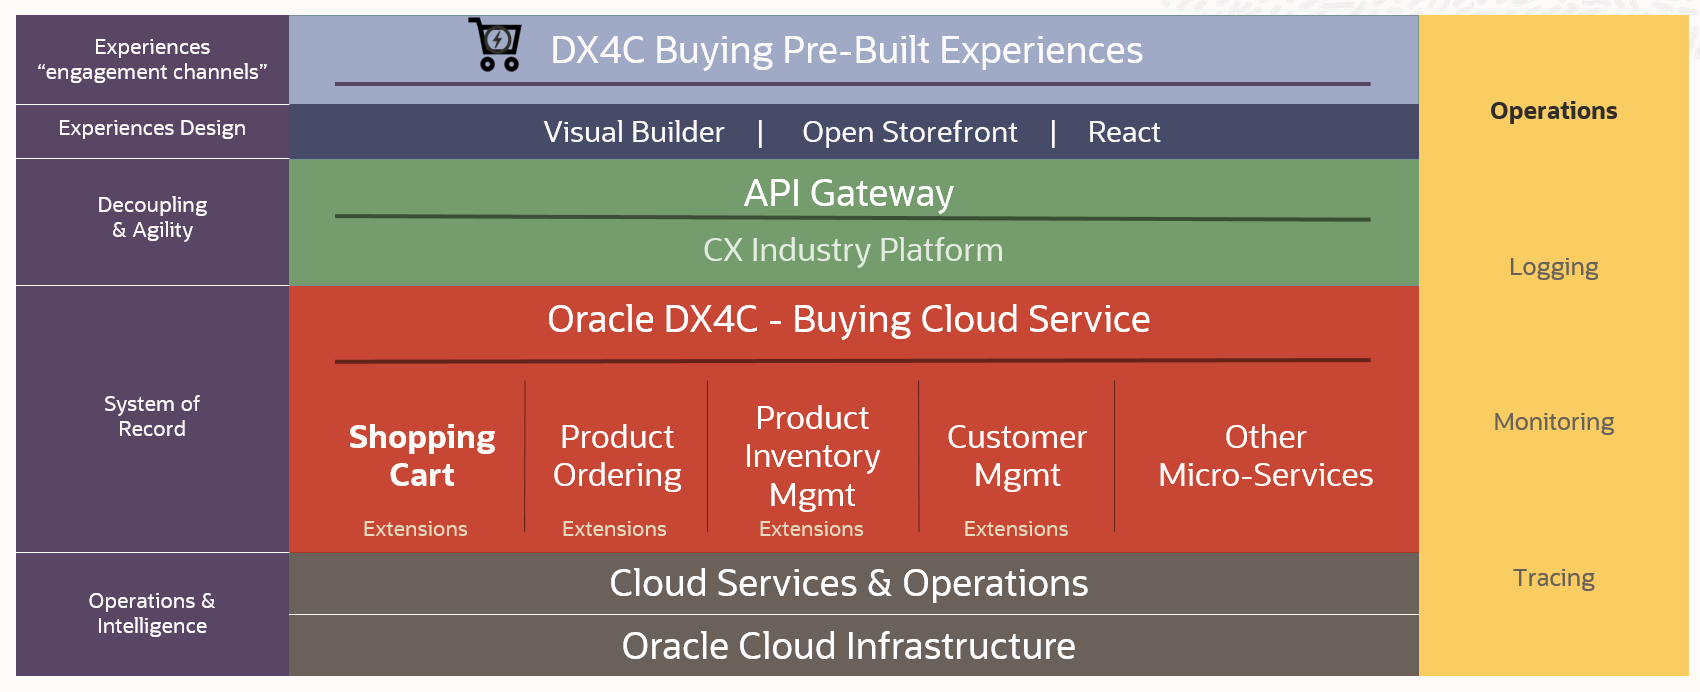 Experiences
“engagement channels”
DX4C Buying Pre-Built Experiences
Experiences Design
Visual Builder | Open Storefront | React
Decoupling
& Agility
API Gateway
CX Industry Platform
System of
Record
Oracle DX4C - Buying Cloud Service
Shopping
Cart
Extensions
Product
Ordering
Extensions
Product
Inventory
Mgmt
Extensions
Customer
Mgmt
Extensions
Other
Micro-Services
Operations &
Intelligence
Cloud Services & Operations
Oracle Cloud Infrastructure
Operations
Logging
Monitoring
Tracing